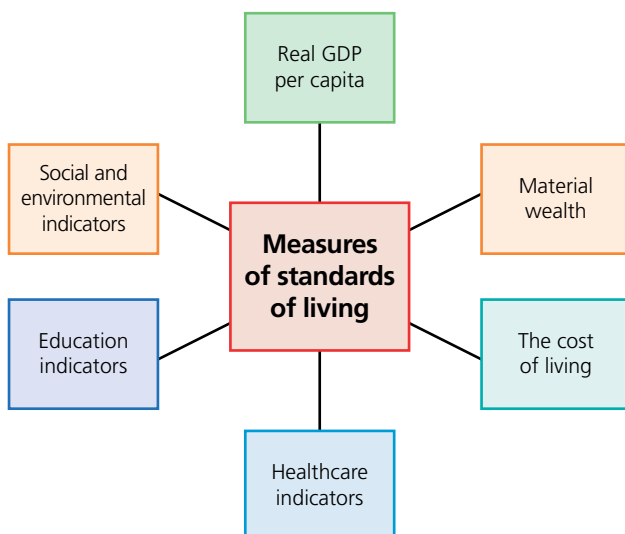 Real GDP
per capita
Social and
environmental
indicators
Material
wealth
Measures
of standards
of living
Education
indicators
The cost
of living
Healthcare
indicators